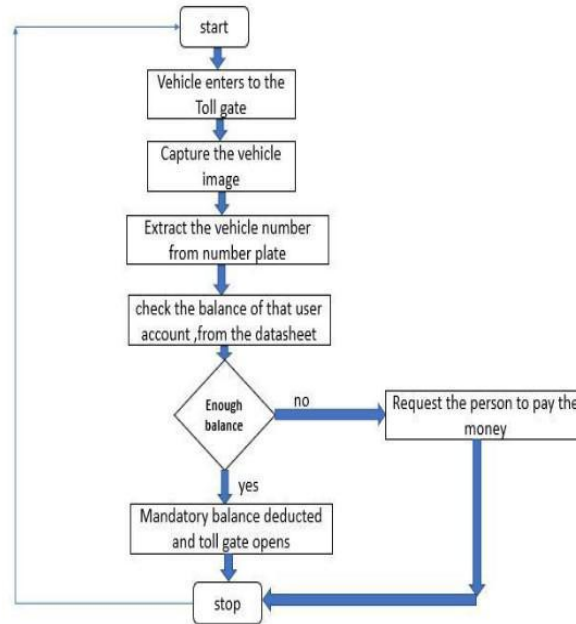 start
Vehicle enters to the
Toll gate
Capture the vehicle
image
Extract the vehicle number
from number plate
check the balance of that user
account ,from the datasheet
Enough
balance
no
Request the person to pay the
money
yes
Mandatory balance deducted
and toll gate opens
stop